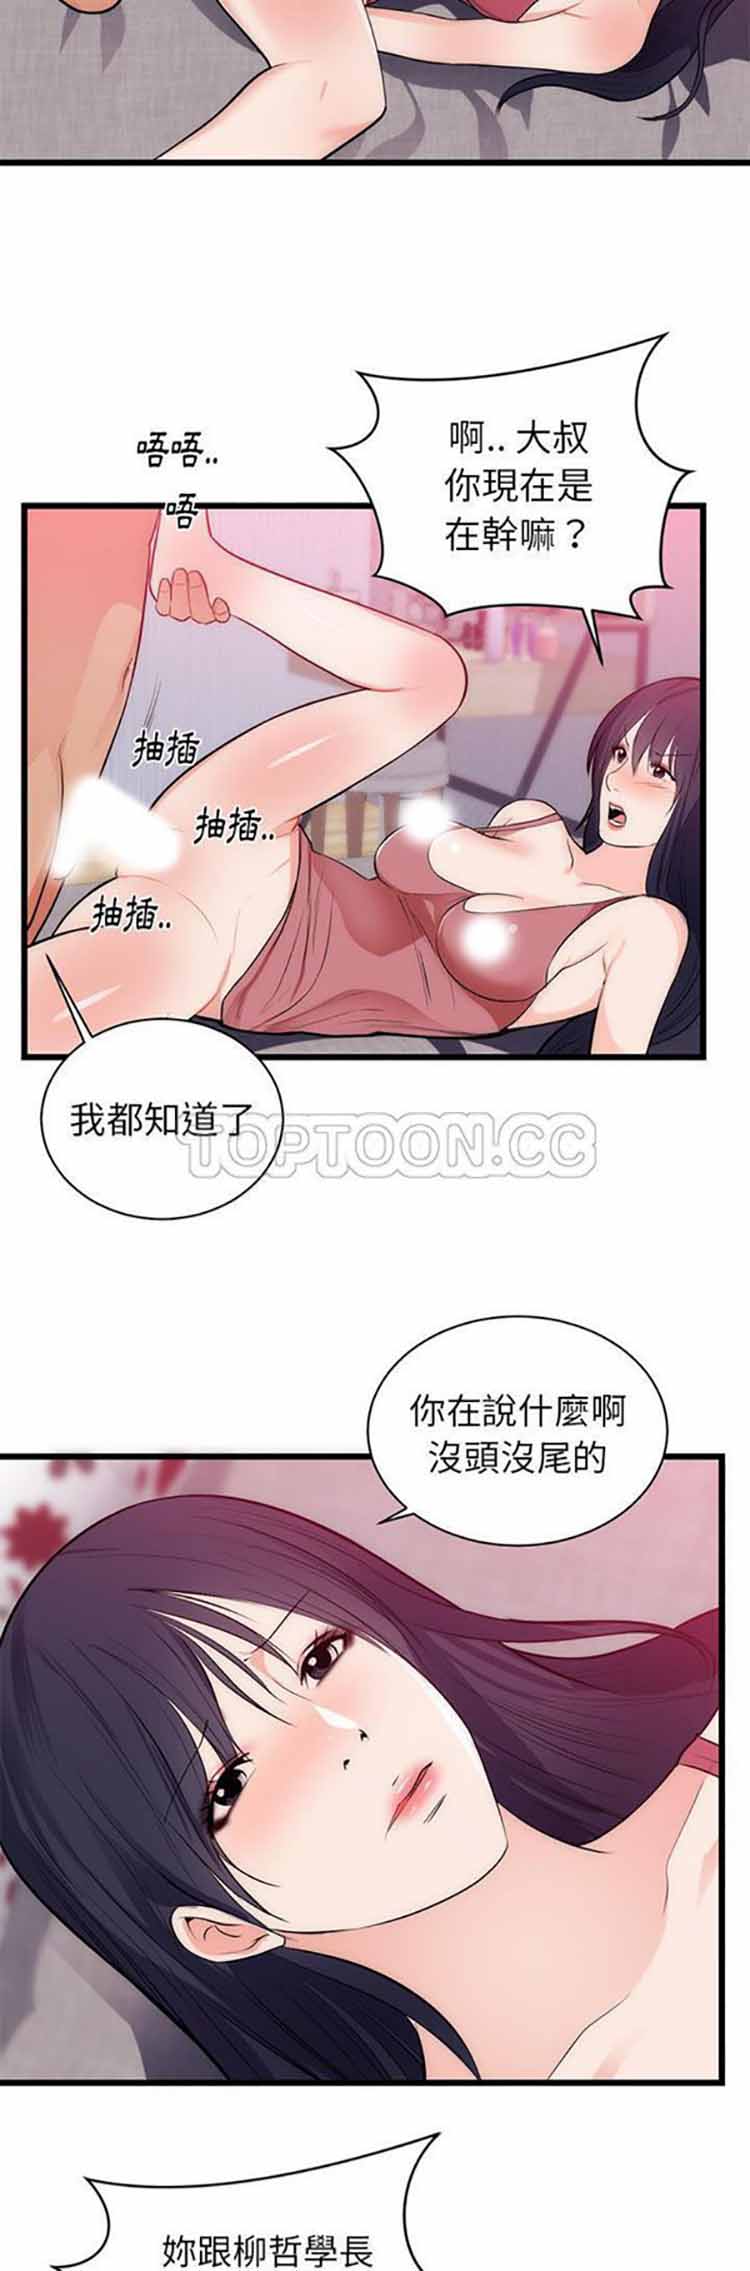 啊.. 大叔
你現在是
在幹嘛？
唔唔..
唔
抽插
抽插..
抽插..
我都知道了
TOPTOON.CC
你在說什麼啊
沒頭沒尾的
妳跟柳哲學長